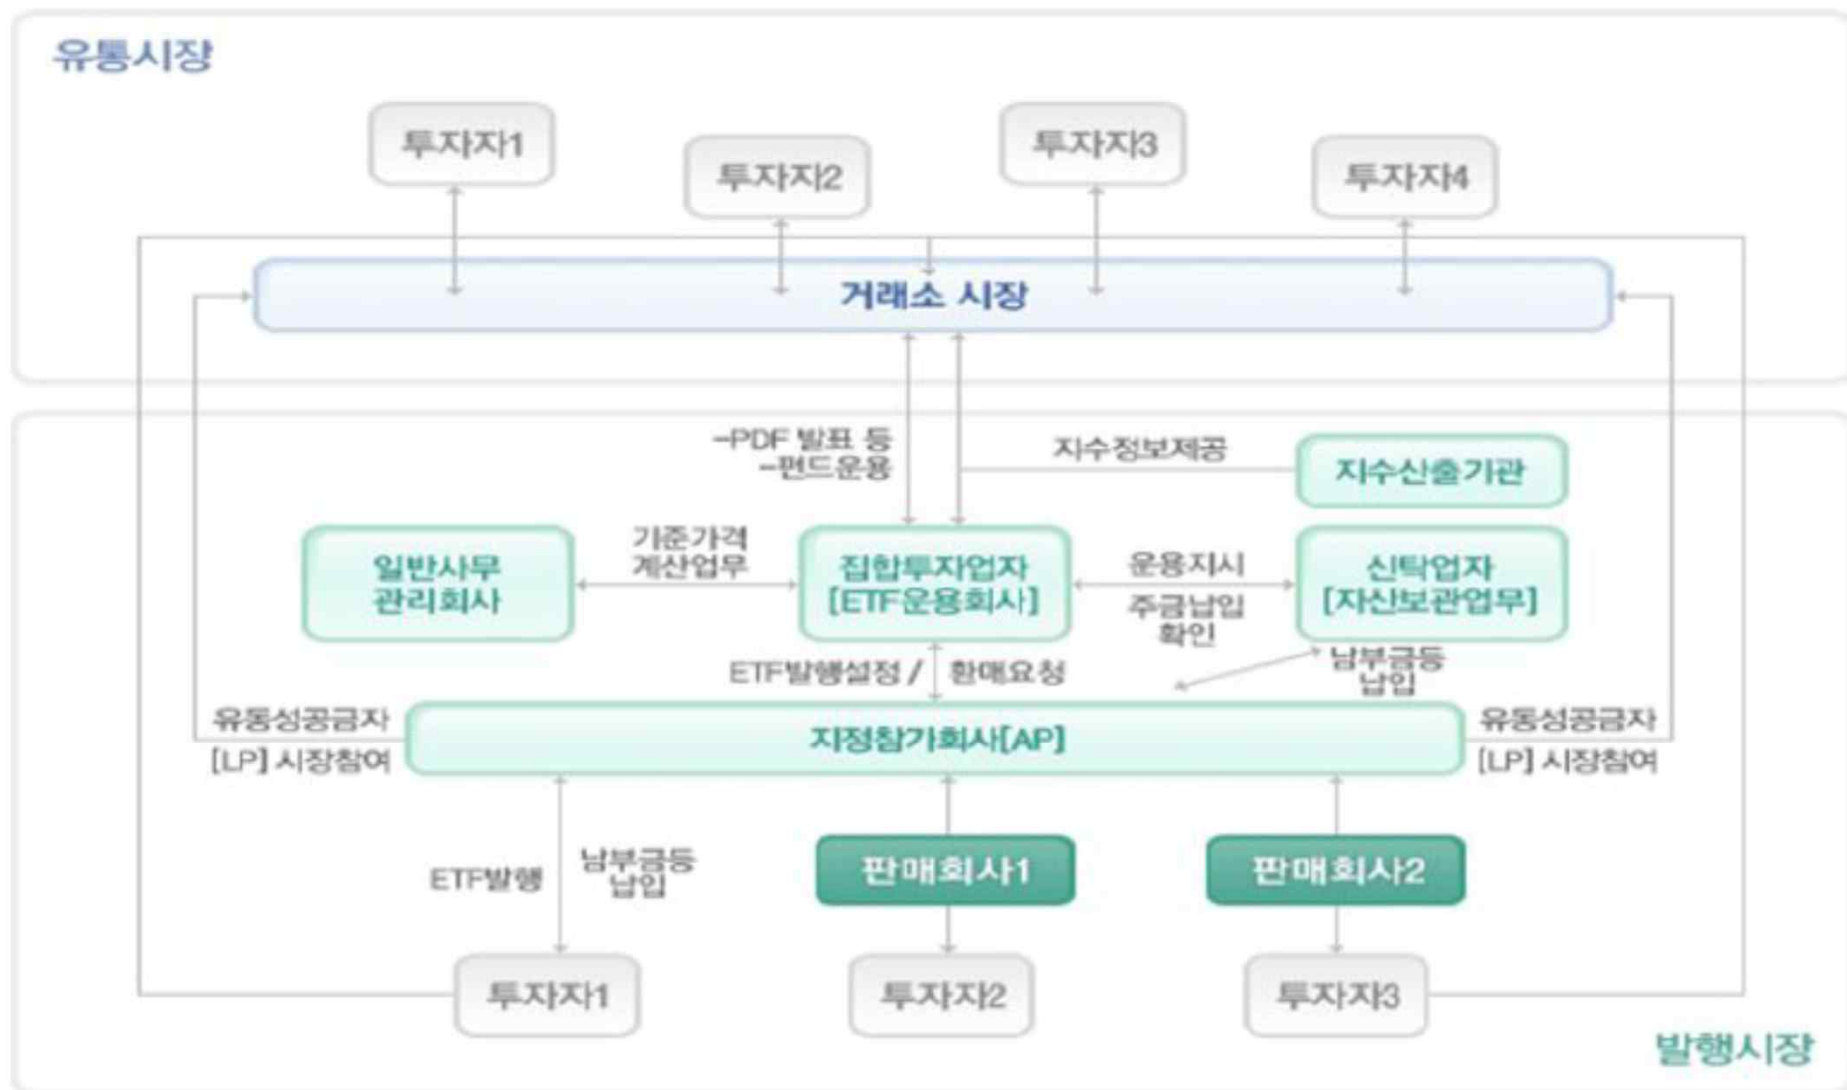 유통시장
투자자1
투자자2
투자자3
투자자4
거래소 시장
-PDF 발표 등
-펀드운용
지수정보제공
지수산출기관
일반사무
관리회사
기준가격
계산업무
집합투자업자
[ETF운용회사]
운용지시
주금납입
확인
신탁업자
[자산보관업무]
ETF발행설정 / 환매요청
납부금등
납입
유동성공급자
[LP] 시장참여
지정참가회사[AP]
유동성공급자
[LP] 시장참여
ETF발행
납부금등
납입
판매회사1
판매회사2
투자자1
투자자2
투자자3
발행시장